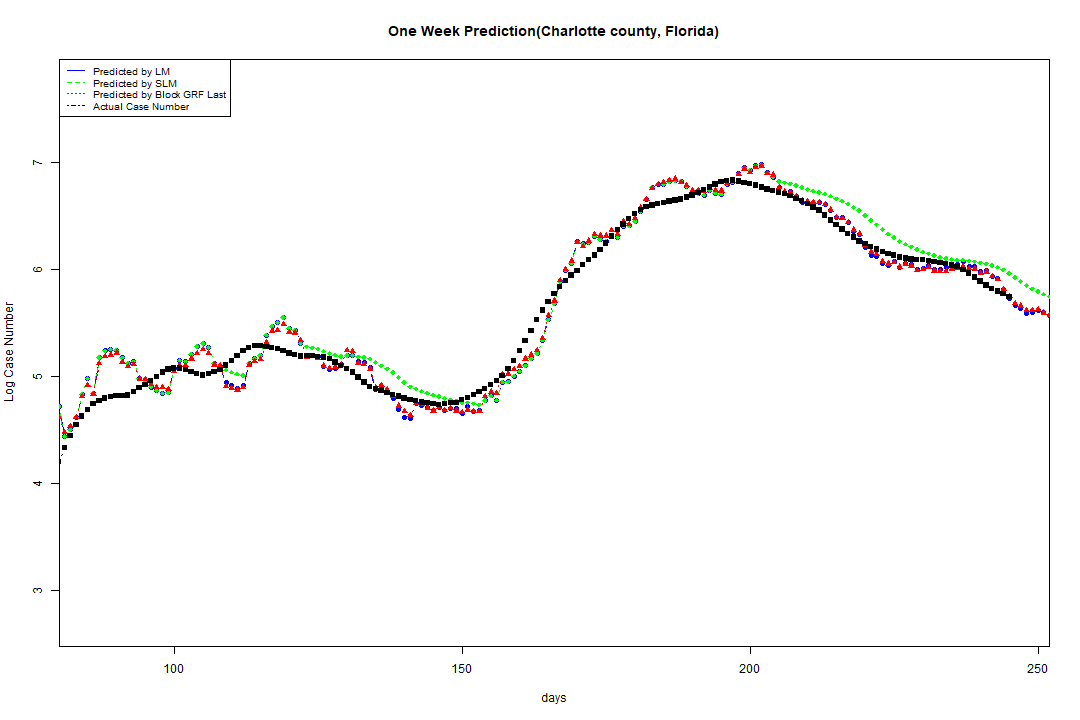 One Week Prediction(Charlotte county, Florida)
Predicted by LM
Predicted by SLM
Predicted by Block GRF Last
Actual Case Number
7
6
5
4
3
Log Case Number
100 150 200 250
days